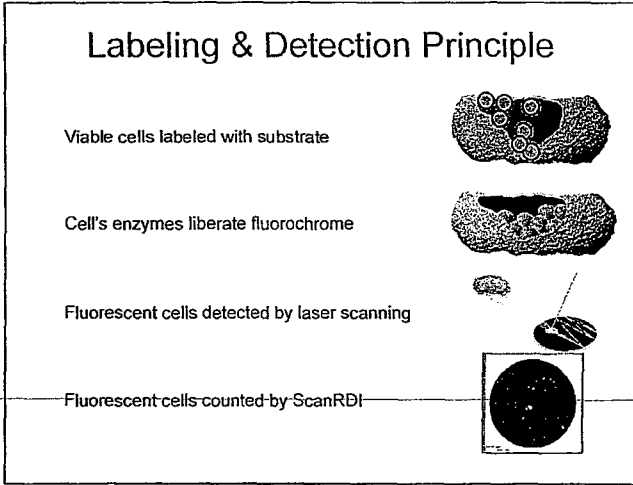 Labeling & Detection Principle
Viable cells labeled with substrate
Cell's enzymes liberate fluorochrome
Fluorescent cells detected by laser scanning
Fluorescent cells counted by ScanRDI